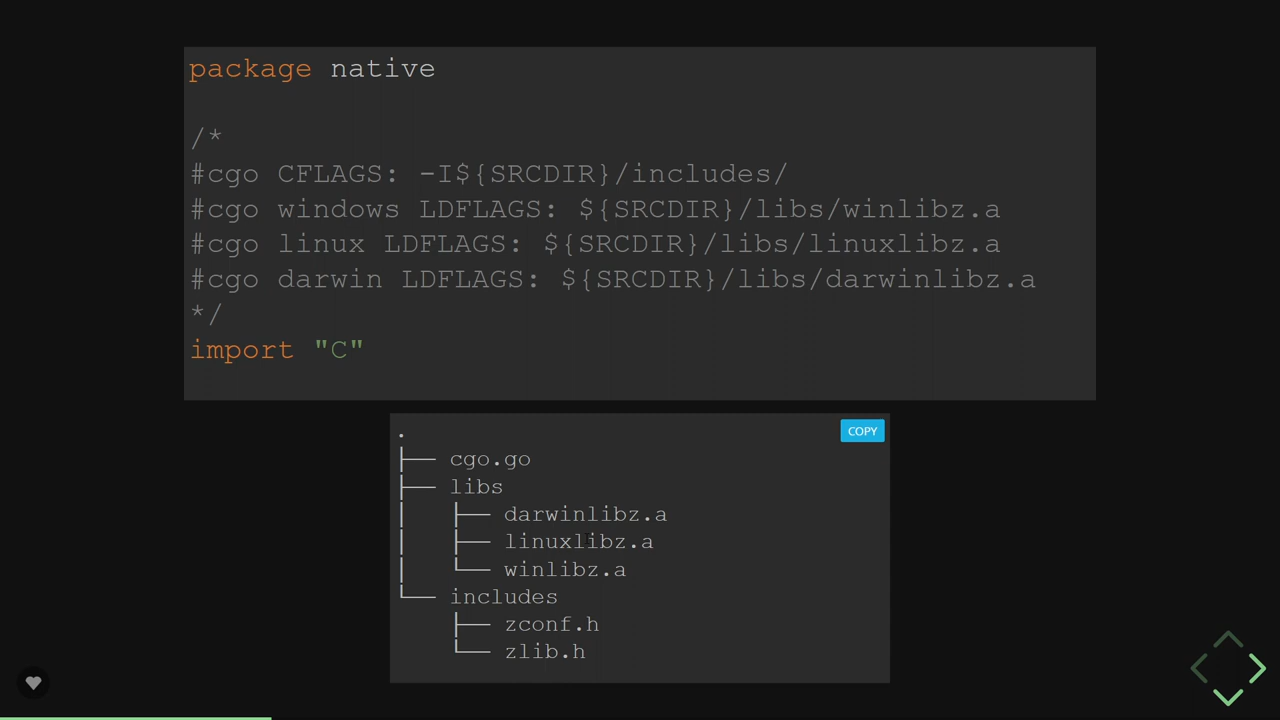 package native
/*
#cgo CFLAGS: -I${SRCDIR}/includes/
#cgo windows LDFLAGS: ${SRCDIR}/libs/winlibz.a
#cgo linux LDFLAGS: ${SRCDIR}/libs/linuxlibz.a
#cgo darwin LDFLAGS: ${SRCDIR}/libs/darwinlibz.a
*/
import "C"
COPY
.
├── cgo.go
├── libs
│   ├── darwinlibz.a
│   ├── linuxlibz.a
│   └── winlibz.a
└── includes
    ├── zconf.h
    └── zlib.h